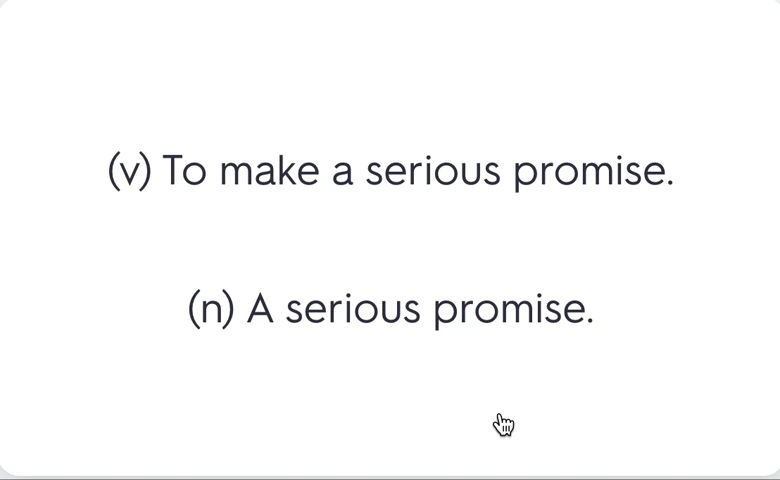 (v) To make a serious promise.
(n) A serious promise.